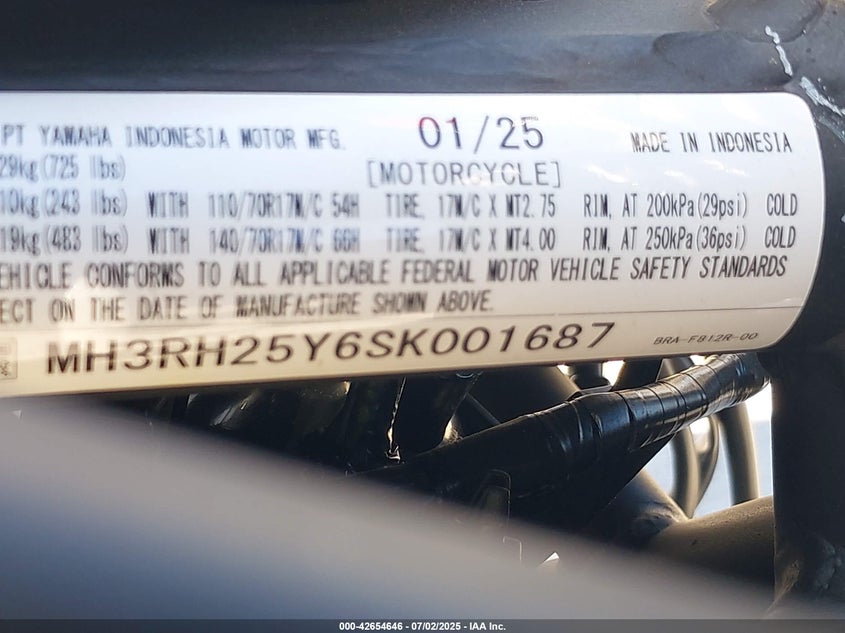 PT YAMAHA INDONESIA MOTOR MFG. 01/25 MADE IN INDONESIA
29kg(725 lbs) [MOTORCYCLE]
10kg(243 lbs) WITH 110/70R17M/C 54H TIRE, 17M/C X MT2.75 RIM, AT 200kPa(29psi) COLD
19kg(483 lbs) WITH 140/70R17M/C 66H TIRE, 17M/C X MT4.00 RIM, AT 250kPa(36psi) COLD
EHICLE CONFORMS TO ALL APPLICABLE FEDERAL MOTOR VEHICLE SAFETY STANDARDS
ECT ON THE DATE OF MANUFACTURE SHOWN ABOVE.
MH3RH25Y6SK001687 BRA-F812R-00
000-42654646 - 07/02/2025 - IAA Inc.